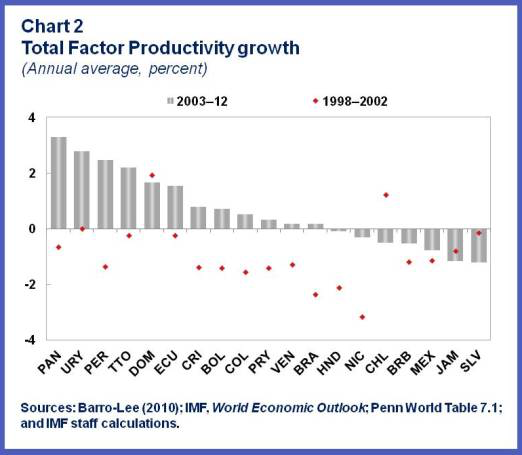 Chart 2
Total Factor Productivity growth
(Annual average, percent)
2003–12
1998–2002
4
2
0
-2
-4
PAN URY PER TTO DOM ECU CRI BOL COL PRY VEN BRA HND NIC CHL BRB MEX JAM SLV
Sources: Barro-Lee (2010); IMF, World Economic Outlook; Penn World Table 7.1;
and IMF staff calculations.